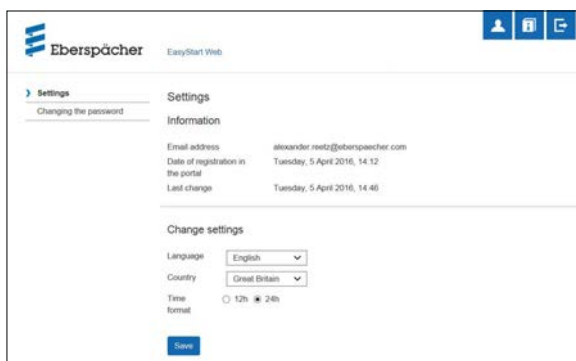 Eberspächer
EasyStart Web
Settings
Changing the password
Settings
Information
Email address alexander.reetz@eberspaecher.com
Date of registration in Tuesday, 5 April 2016, 14:12
the portal
Last change Tuesday, 5 April 2016, 14:46
Change settings
Language English
Country Great Britain
Time 12h 24h
format
Save